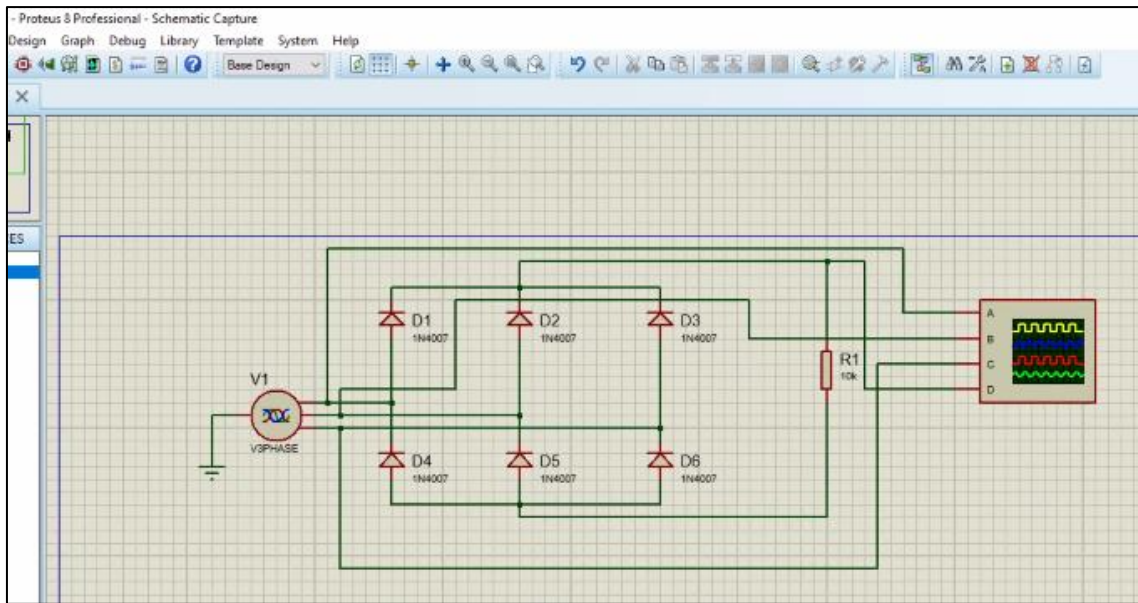 - Proteus 8 Professional - Schematic Capture
Design Graph Debug Library Template System Help
Base Design
ES
D1
1N4007
D2
1N4007
D3
1N4007
A
B
C
D
R1
10k
V1
V3PHASE
D4
1N4007
D5
1N4007
D6
1N4007